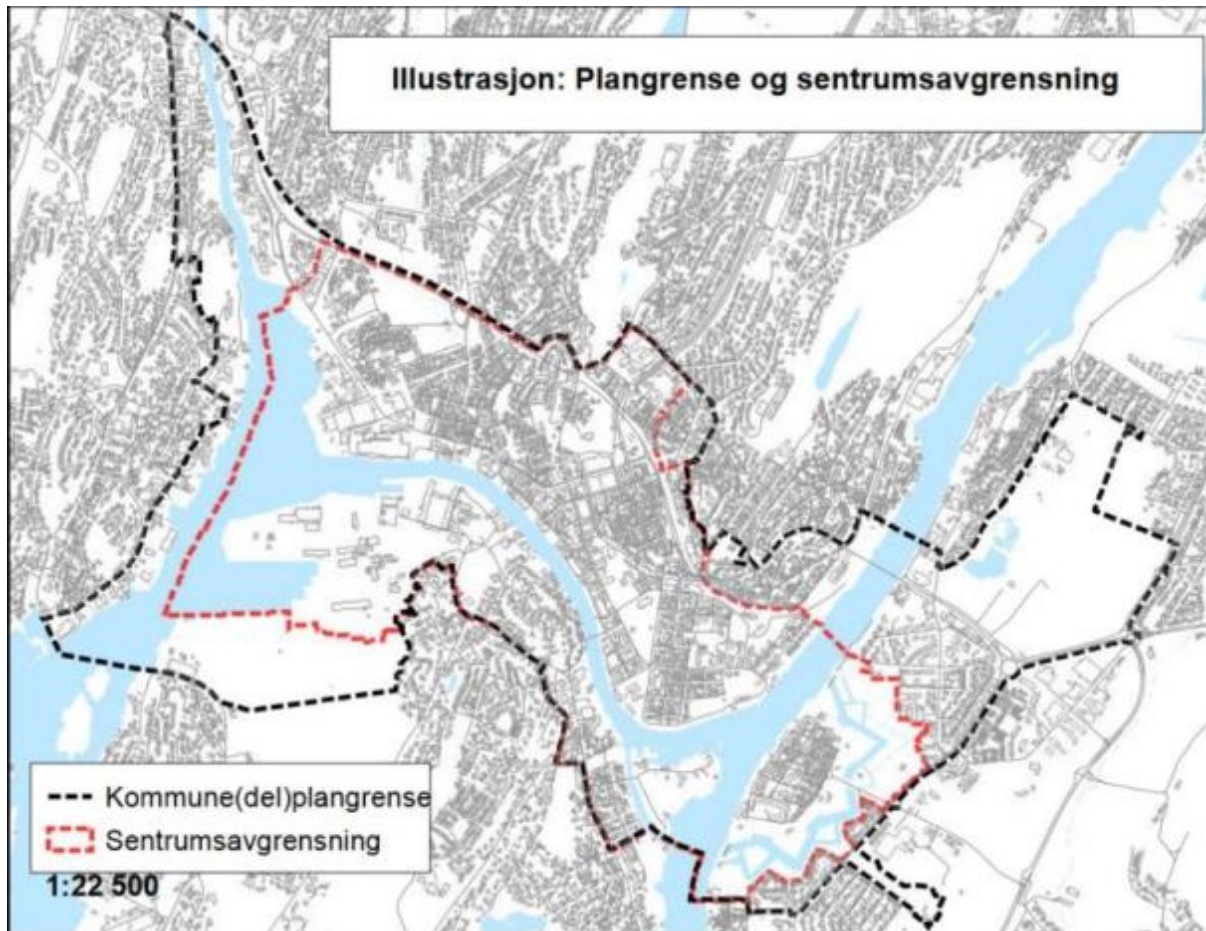 Illustrasjon: Plangrense og sentrumsavgrensning
Kommune(del)plangrense
Sentrumsavgrensning
1:22 500